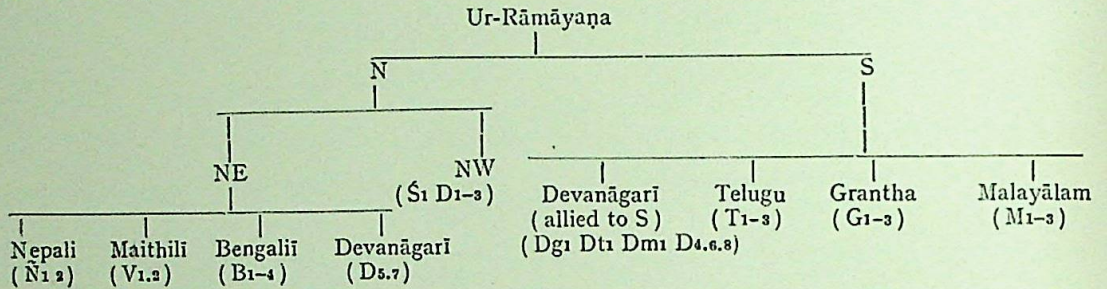 Ur-Rāmāyaṇa
N S
NE NW
(Ś1 D1-3)
Devanāgarī Telugu Grantha Malayālam
(allied to S) (T1-3) (G1-3) (M1-3)
(Dg1 Dt1 Dm1 D4.6.8)
Nepali Maithilī Bengaliī Devanāgarī
(Ñ1 2) (V1.2) (B1-4) (D5.7)